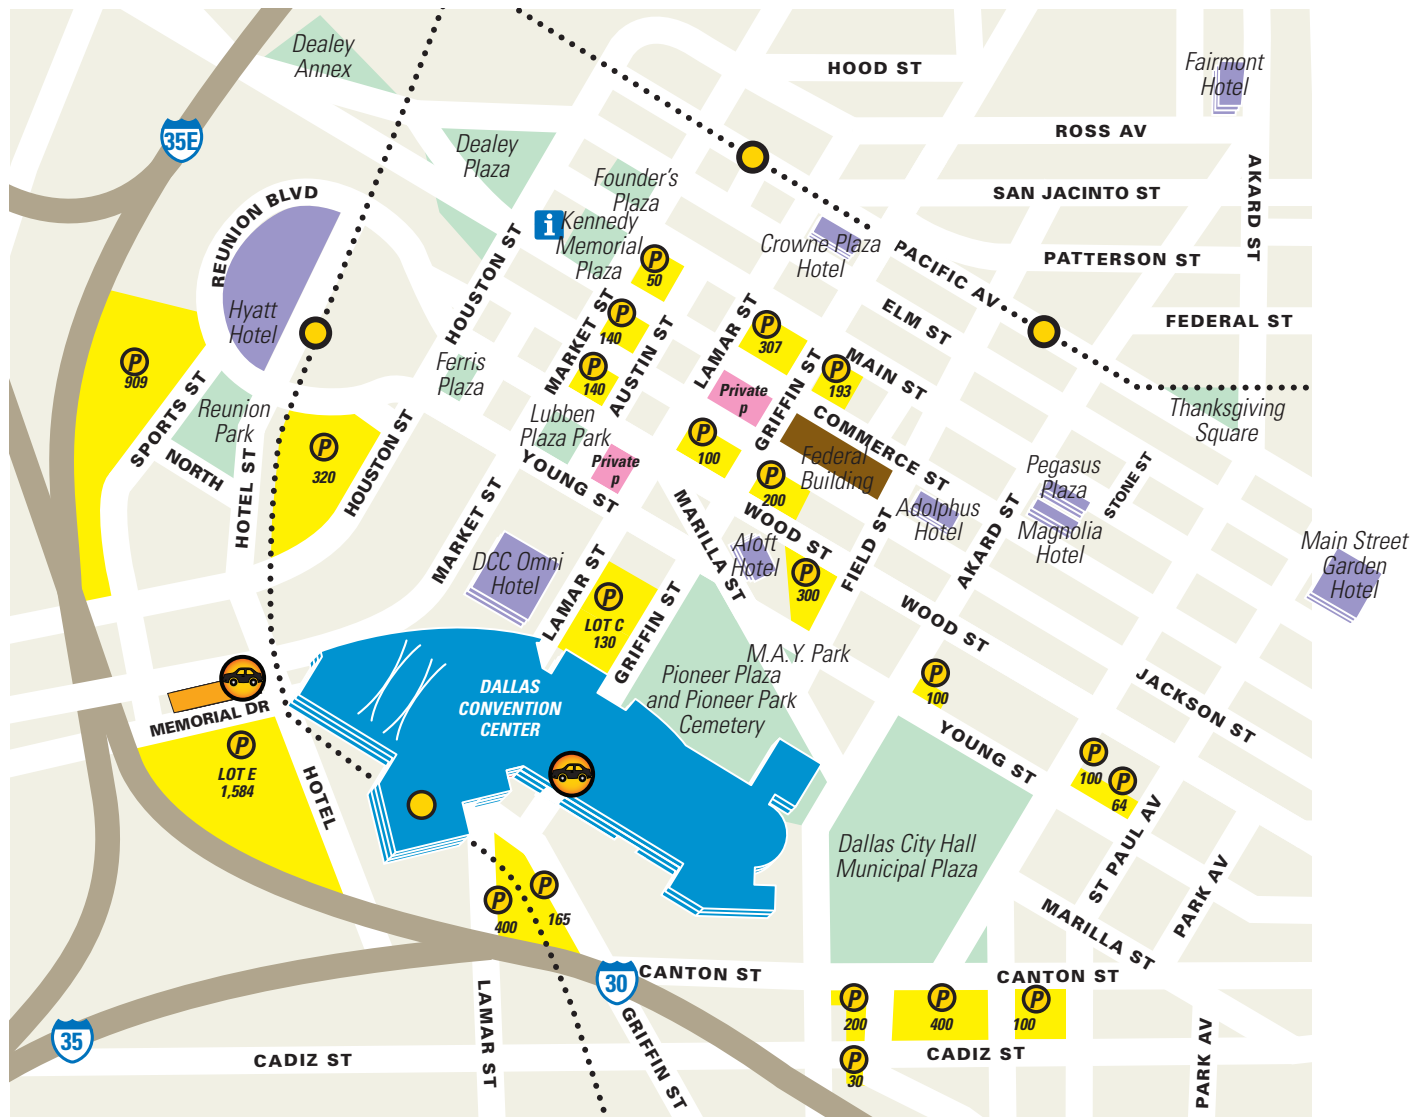 Dealey
Annex
HOOD ST
Fairmont
Hotel
35E
ROSS AV
Dealey
Plaza
AKARD ST
Founder's
Plaza
SAN JACINTO ST
REUNION BLVD
i
Kennedy
Memorial
Plaza
Crowne Plaza
Hotel
PACIFIC AV
PATTERSON ST
HOUSTON ST
P
50
Hyatt
Hotel
MARKET ST
P
140
LAMAR ST
P
307
ELM ST
FEDERAL ST
P
909
Ferris
Plaza
P
140
AUSTIN ST
GRIFFIN ST
P
193
MAIN ST
Private
P
SPORTS ST
Reunion
Park
Lubben
Plaza Park
COMMERCE ST
Thanksgiving
Square
NORTH
HOTEL ST
P
320
HOUSTON ST
YOUNG ST
Private
P
P
100
P
200
Federal
Building
Pegasus
Plaza
STONE ST
MARKET ST
MARILLA ST
WOOD ST
Adolphus
Hotel
AKARD ST
Magnolia
Hotel
Main Street
Garden
Hotel
DCC Omni
Hotel
LAMAR ST
Aloft
Hotel
P
300
FIELD ST
P
LOT C
130
GRIFFIN ST
WOOD ST
M.A.Y. Park
Pioneer Plaza
and Pioneer Park
Cemetery
P
100
JACKSON ST
DALLAS
CONVENTION
CENTER
MEMORIAL DR
P
LOT E
1,584
HOTEL
YOUNG ST
P
100
P
64
Dallas City Hall
Municipal Plaza
ST PAUL AV
PARK AV
P
400
P
165
MARILLA ST
30
CANTON ST
CANTON ST
P
200
P
400
P
100
35
CADIZ ST
LAMAR ST
GRIFFIN ST
P
30
CADIZ ST
PARK AV